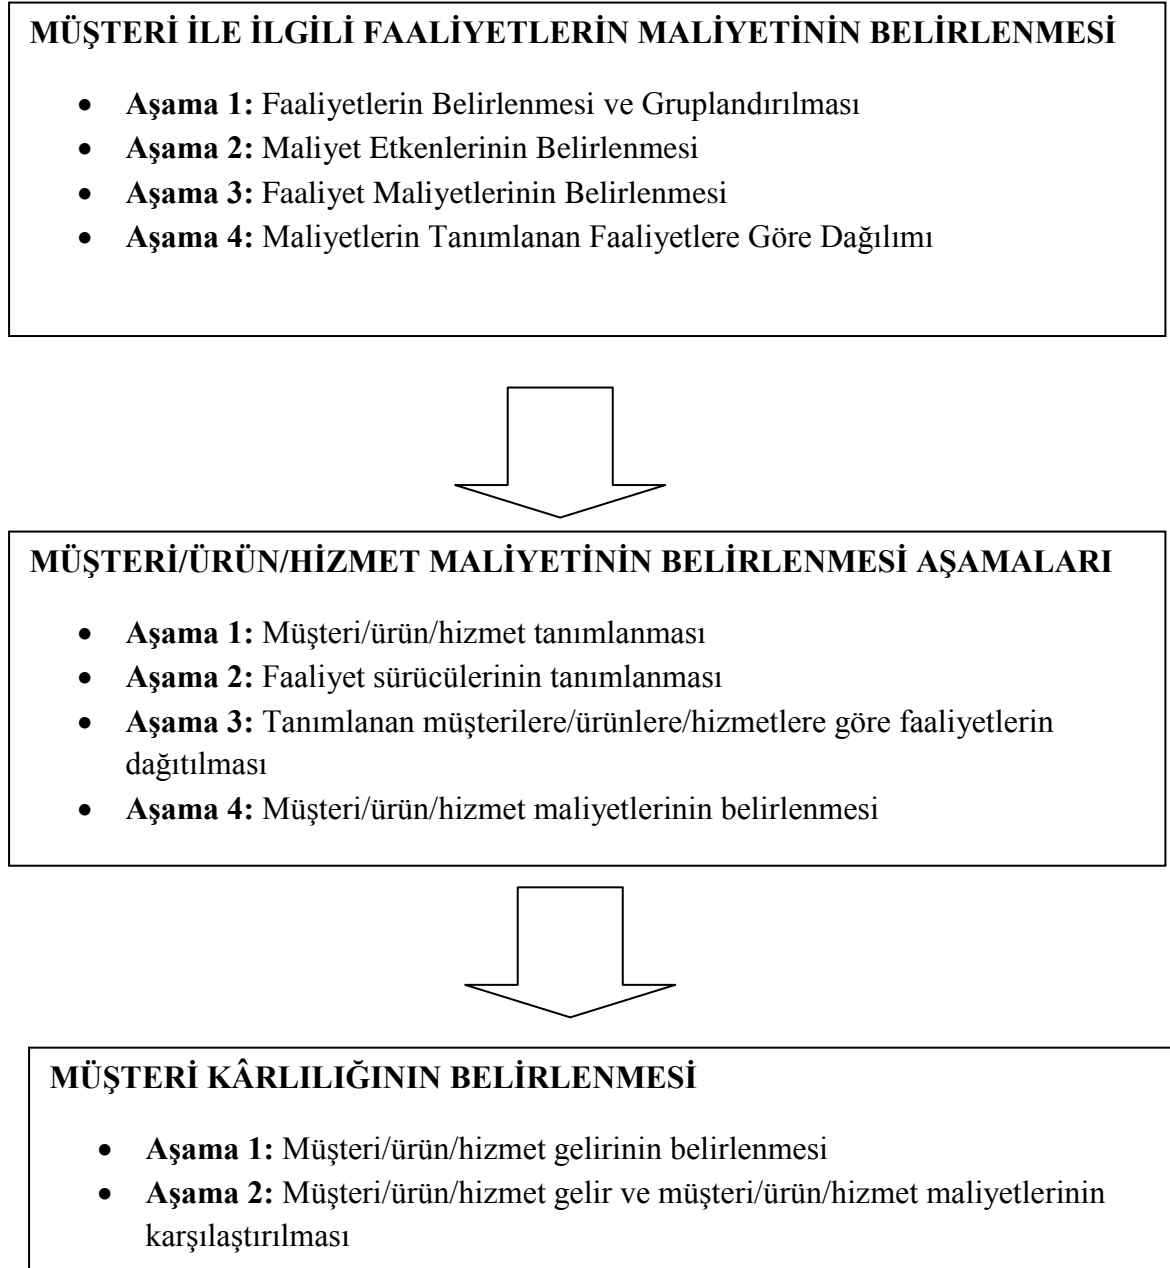 MÜŞTERİ İLE İLGİLİ FAALİYETLERİN MALİYETİNİN BELİRLENMESİ
• Aşama 1: Faaliyetlerin Belirlenmesi ve Gruplandırılması
• Aşama 2: Maliyet Etkenlerinin Belirlenmesi
• Aşama 3: Faaliyet Maliyetlerinin Belirlenmesi
• Aşama 4: Maliyetlerin Tanımlanan Faaliyetlere Göre Dağılımı
MÜŞTERİ/ÜRÜN/HİZMET MALİYETİNİN BELİRLENMESİ AŞAMALARI
• Aşama 1: Müşteri/ürün/hizmet tanımlanması
• Aşama 2: Faaliyet sürücülerinin tanımlanması
• Aşama 3: Tanımlanan müşterilere/ürünlere/hizmetlere göre faaliyetlerin
dağıtılması
• Aşama 4: Müşteri/ürün/hizmet maliyetlerinin belirlenmesi
MÜŞTERİ KÂRLILIĞININ BELİRLENMESİ
• Aşama 1: Müşteri/ürün/hizmet gelirinin belirlenmesi
• Aşama 2: Müşteri/ürün/hizmet gelir ve müşteri/ürün/hizmet maliyetlerinin
karşılaştırılması